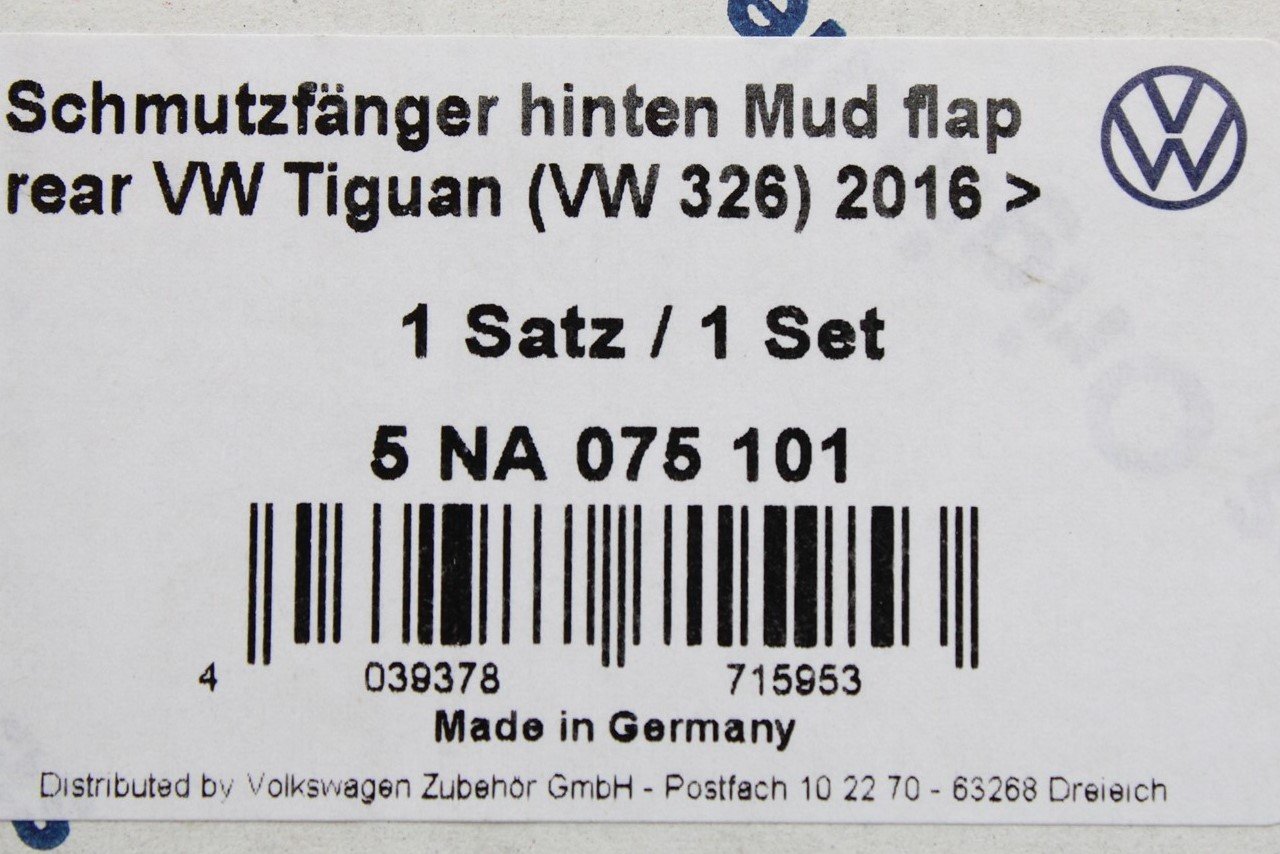 Schmutzfänger hinten Mud flap
rear VW Tiguan (VW 326) 2016 >
1 Satz / 1 Set
5 NA 075 101
4 039378 715953
Made in Germany
Distributed by Volkswagen Zubehör GmbH - Postfach 10 22 70 - 63268 Dreieich